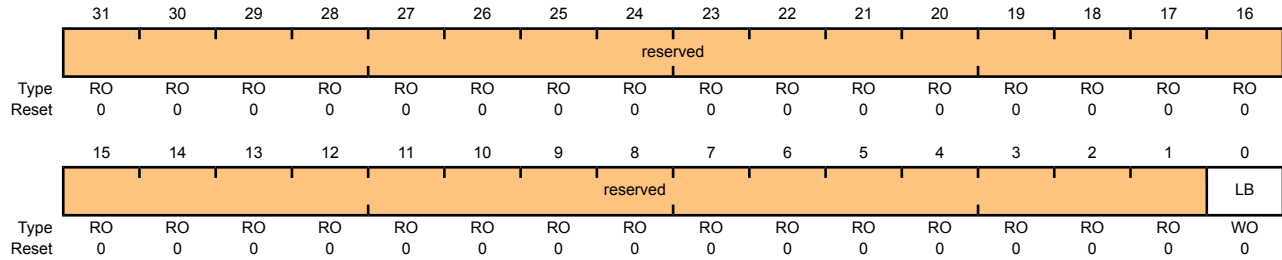 31 30 29 28 27 26 25 24 23 22 21 20 19 18 17 16
reserved
Type RO RO RO RO RO RO RO RO RO RO RO RO RO RO RO RO
Reset 0 0 0 0 0 0 0 0 0 0 0 0 0 0 0 0
15 14 13 12 11 10 9 8 7 6 5 4 3 2 1 0
reserved LB
Type RO RO RO RO RO RO RO RO RO RO RO RO RO RO RO WO
Reset 0 0 0 0 0 0 0 0 0 0 0 0 0 0 0 0